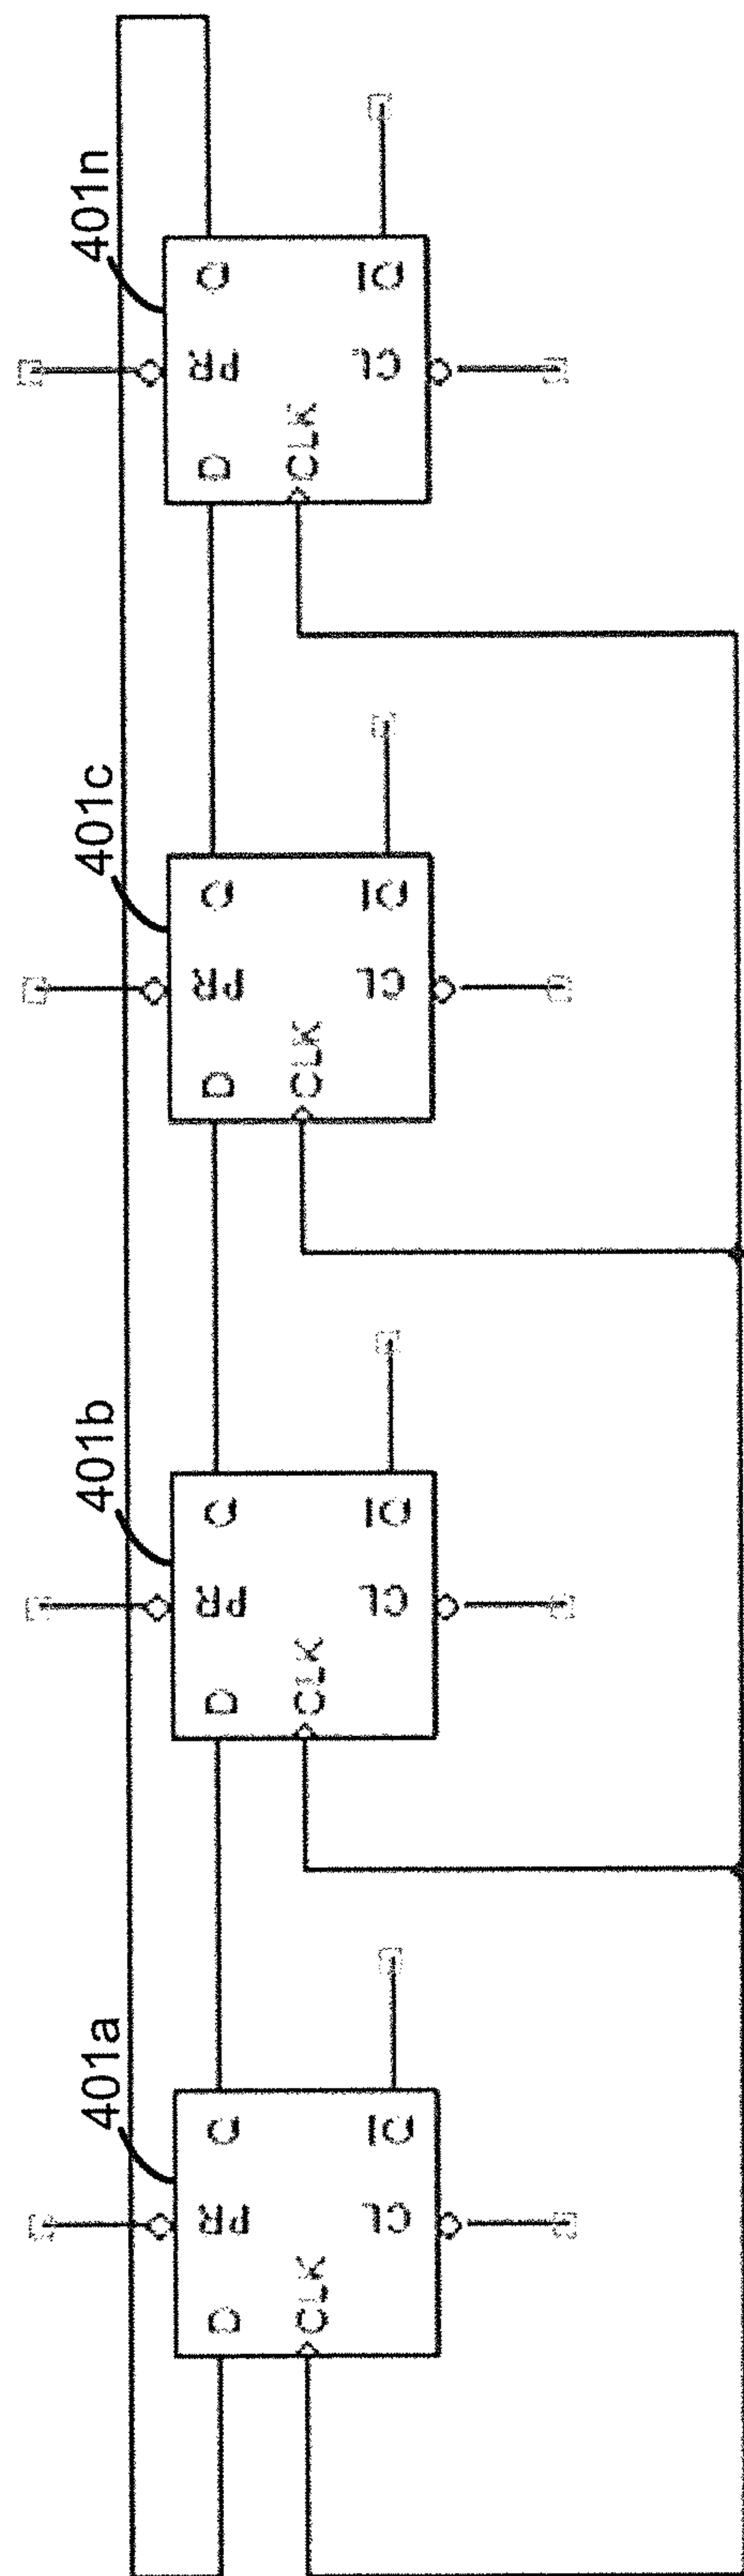 401a
D PR Q
CLK
CL Q̅
401b
D PR Q
CLK
CL Q̅
401c
D PR Q
CLK
CL Q̅
401n
D PR Q
CLK
CL Q̅